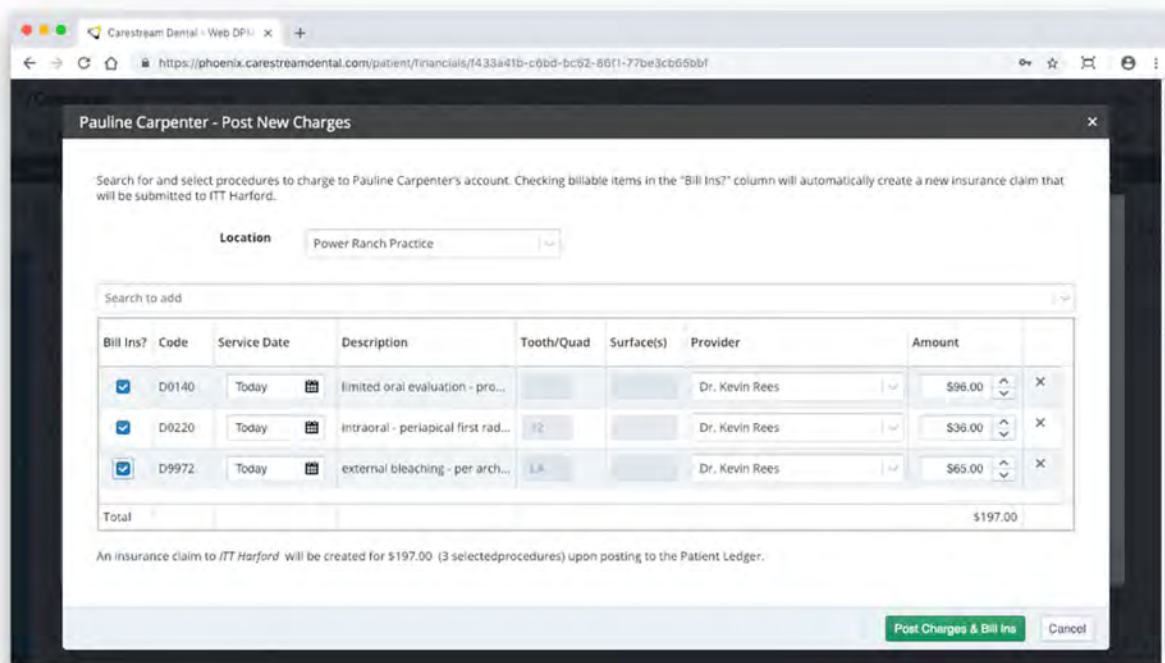 Carestream Dental - Web DPM
https://phoenix.carestreamdental.com/patient/financials/f433a41b-c6bd-bc62-86f1-77be3cb66bbf
Pauline Carpenter - Post New Charges
Search for and select procedures to charge to Pauline Carpenter's account. Checking billable items in the "Bill Ins?" column will automatically create a new insurance claim that
will be submitted to ITT Harford.
Location Power Ranch Practice
Search to add
Bill Ins? Code Service Date Description Tooth/Quad Surface(s) Provider Amount
D0140 Today limited oral evaluation - pro... Dr. Kevin Rees $96.00
D0220 Today intraoral - periapical first rad... 12 Dr. Kevin Rees $36.00
D9972 Today external bleaching - per arch... LA Dr. Kevin Rees $65.00
Total $197.00
An insurance claim to ITT Harford will be created for $197.00 (3 selectedprocedures) upon posting to the Patient Ledger.
Post Charges & Bill Ins Cancel